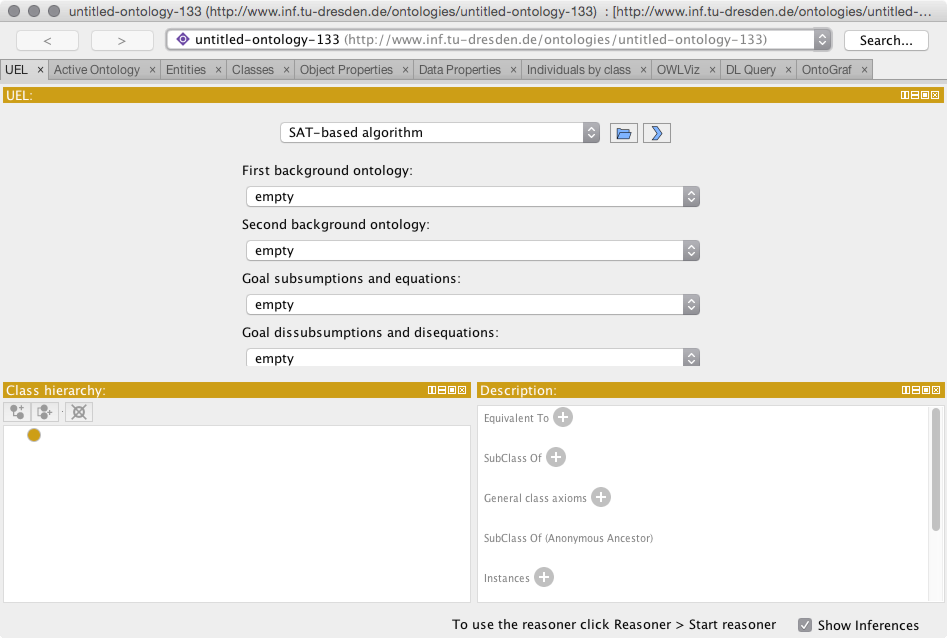 untitled-ontology-133 (http://www.inf.tu-dresden.de/ontologies/untitled-ontology-133) : [http://www.inf.tu-dresden.de/ontologies/untitled-...
< > untitled-ontology-133 (http://www.inf.tu-dresden.de/ontologies/untitled-ontology-133) Search...
UEL × Active Ontology × Entities × Classes × Object Properties × Data Properties × Individuals by class × OWLViz × DL Query × OntoGraf ×
UEL:
SAT-based algorithm
First background ontology:
empty
Second background ontology:
empty
Goal subsumptions and equations:
empty
Goal dissubsumptions and disequations:
empty
Class hierarchy:
Description:
Equivalent To
SubClass Of
General class axioms
SubClass Of (Anonymous Ancestor)
Instances
To use the reasoner click Reasoner > Start reasoner Show Inferences